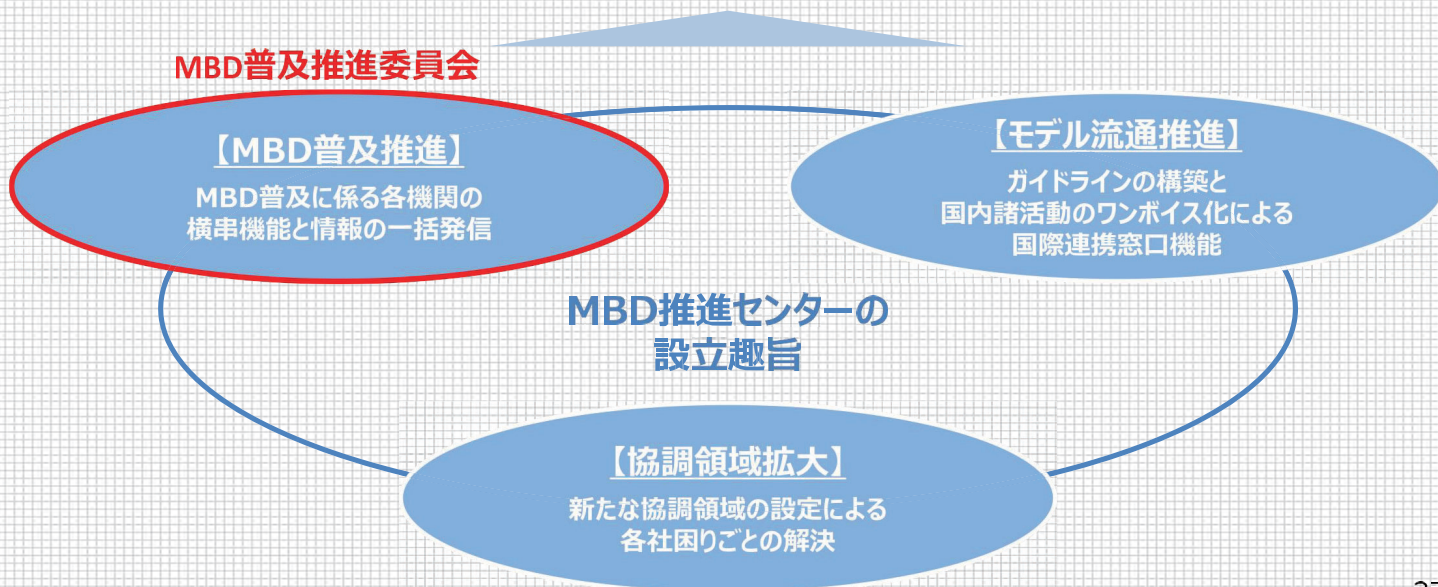 MBD普及推進委員会
【MBD普及推進】
MBD普及に係る各機関の
横串機能と情報の一括発信
【モデル流通推進】
ガイドラインの構築と
国内諸活動のワンボイス化による
国際連携窓口機能
MBD推進センターの
設立趣旨
【協調領域拡大】
新たな協調領域の設定による
各社困りごとの解決